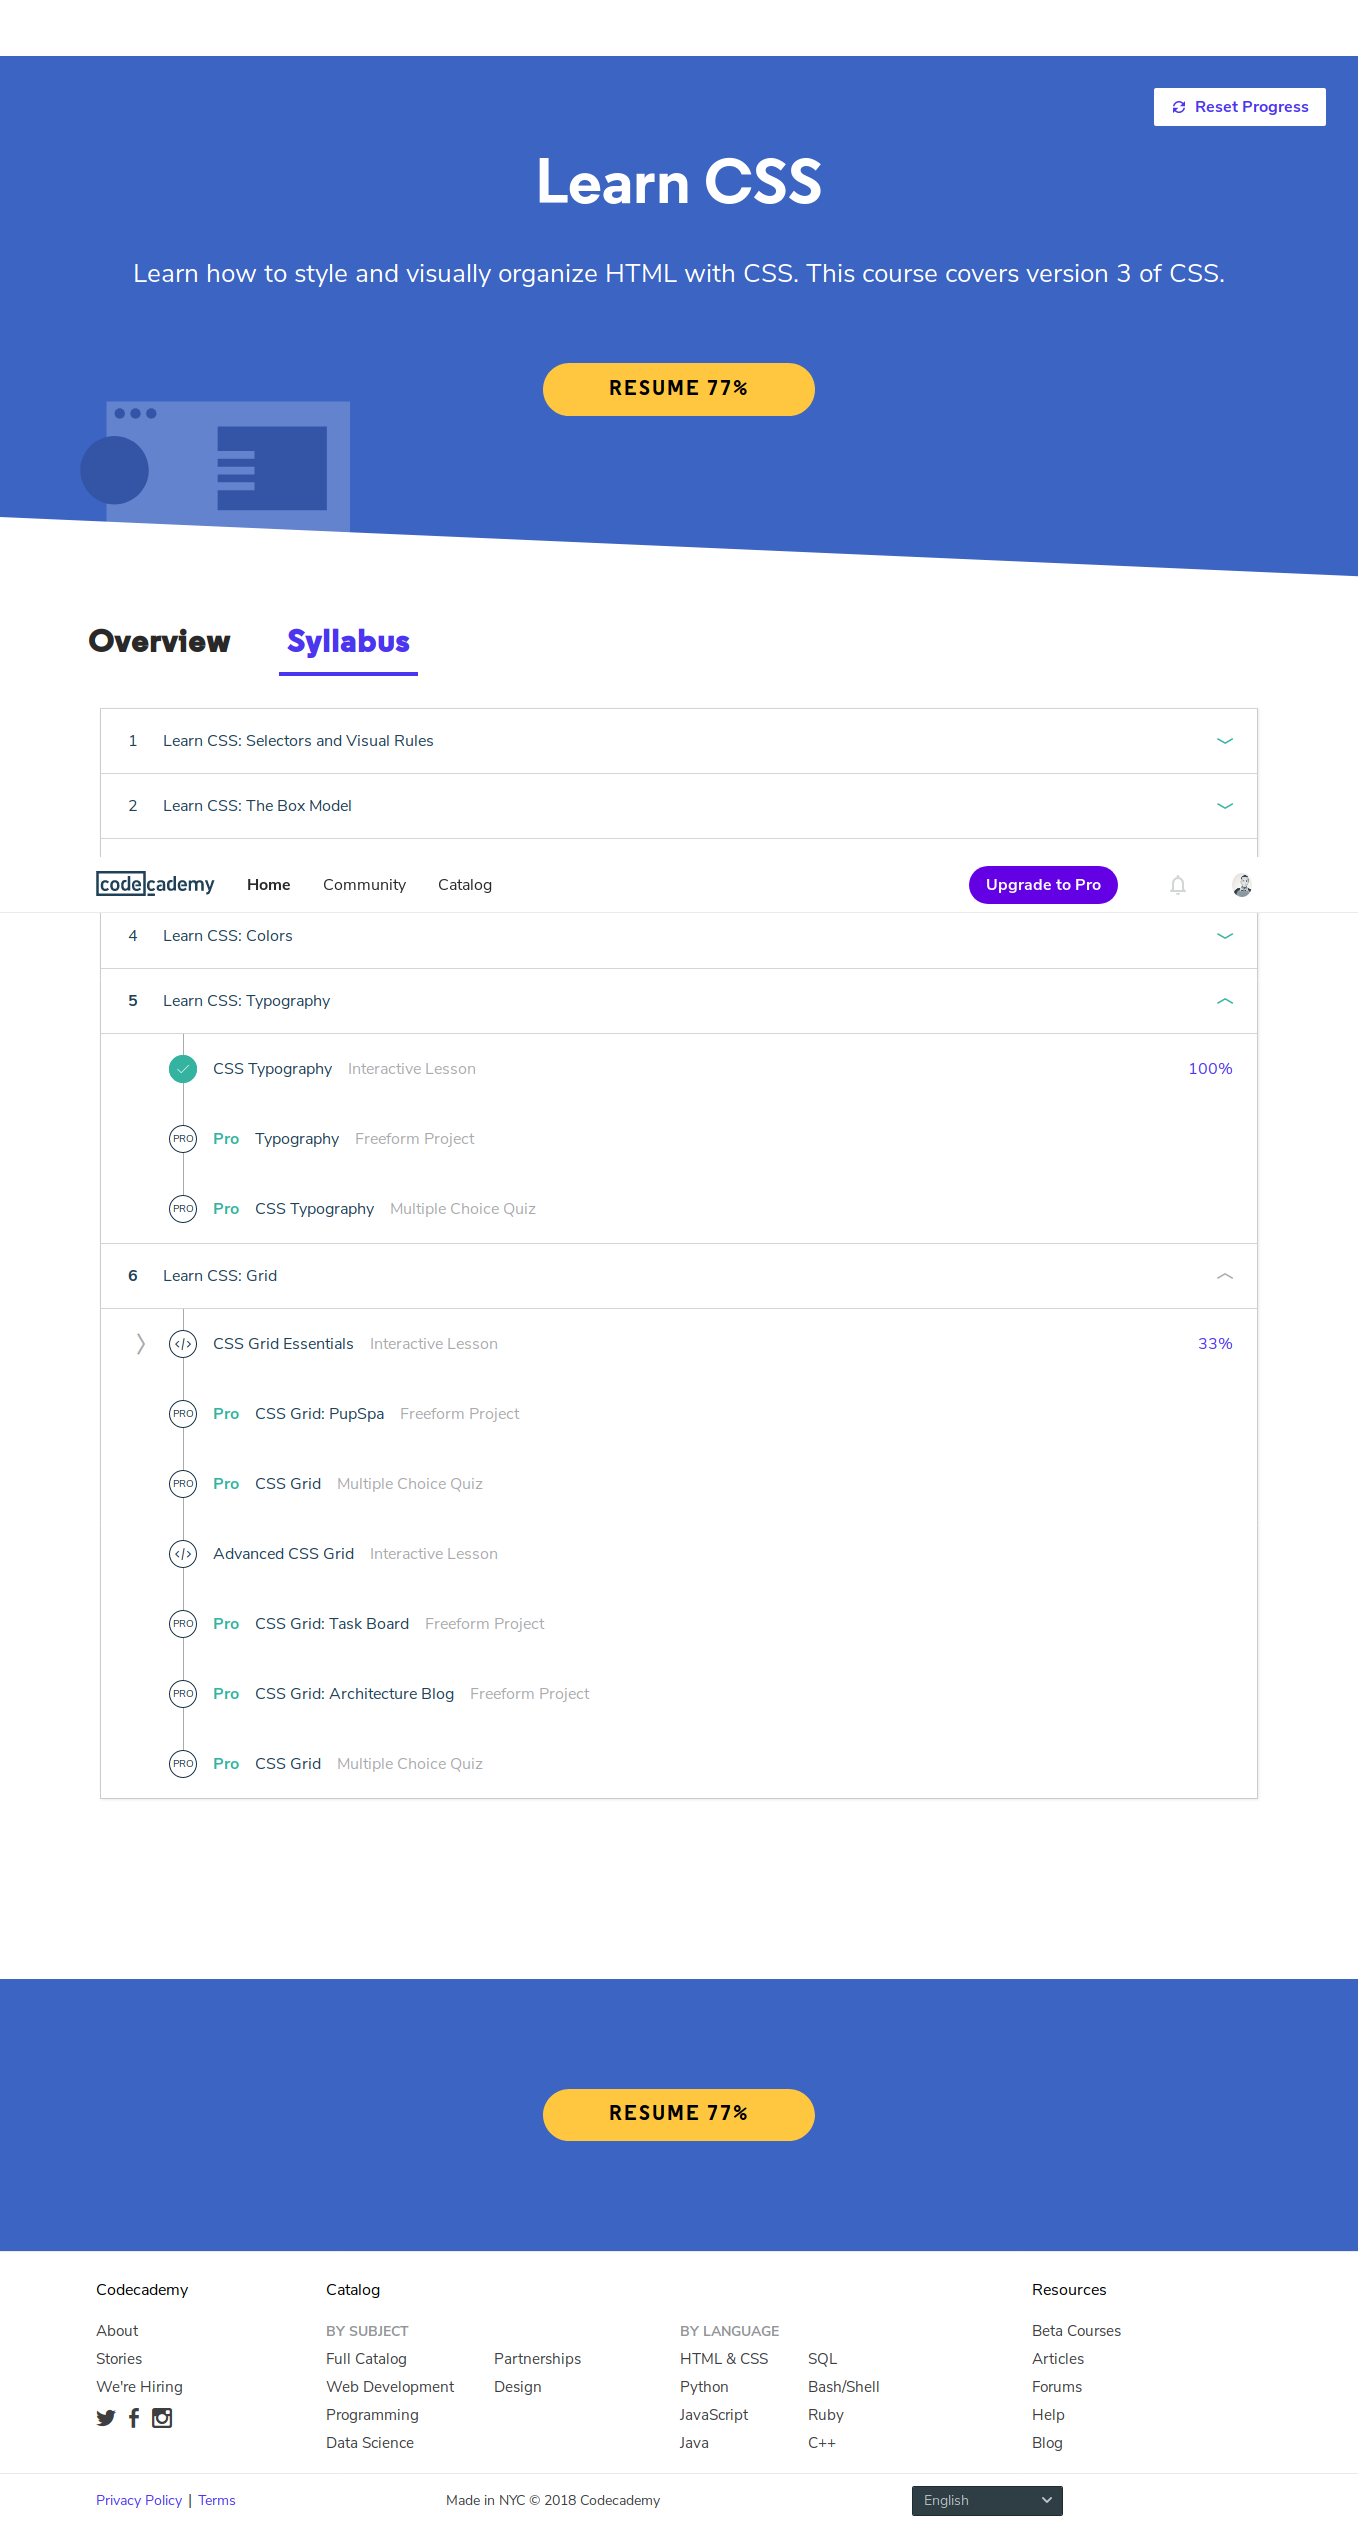 Reset Progress
Learn CSS
Learn how to style and visually organize HTML with CSS. This course covers version 3 of CSS.
RESUME 77%
Overview Syllabus
1 Learn CSS: Selectors and Visual Rules
2 Learn CSS: The Box Model
codecademy Home Community Catalog Upgrade to Pro
4 Learn CSS: Colors
5 Learn CSS: Typography
CSS Typography Interactive Lesson 100%
PRO Pro Typography Freeform Project
PRO Pro CSS Typography Multiple Choice Quiz
6 Learn CSS: Grid
</> CSS Grid Essentials Interactive Lesson 33%
PRO Pro CSS Grid: PupSpa Freeform Project
PRO Pro CSS Grid Multiple Choice Quiz
</> Advanced CSS Grid Interactive Lesson
PRO Pro CSS Grid: Task Board Freeform Project
PRO Pro CSS Grid: Architecture Blog Freeform Project
PRO Pro CSS Grid Multiple Choice Quiz
RESUME 77%
Codecademy Catalog Resources
About BY SUBJECT BY LANGUAGE Beta Courses
Stories Full Catalog Partnerships HTML & CSS SQL Articles
We're Hiring Web Development Design Python Bash/Shell Forums
Programming JavaScript Ruby Help
Data Science Java C++ Blog
Privacy Policy | Terms Made in NYC © 2018 Codecademy English